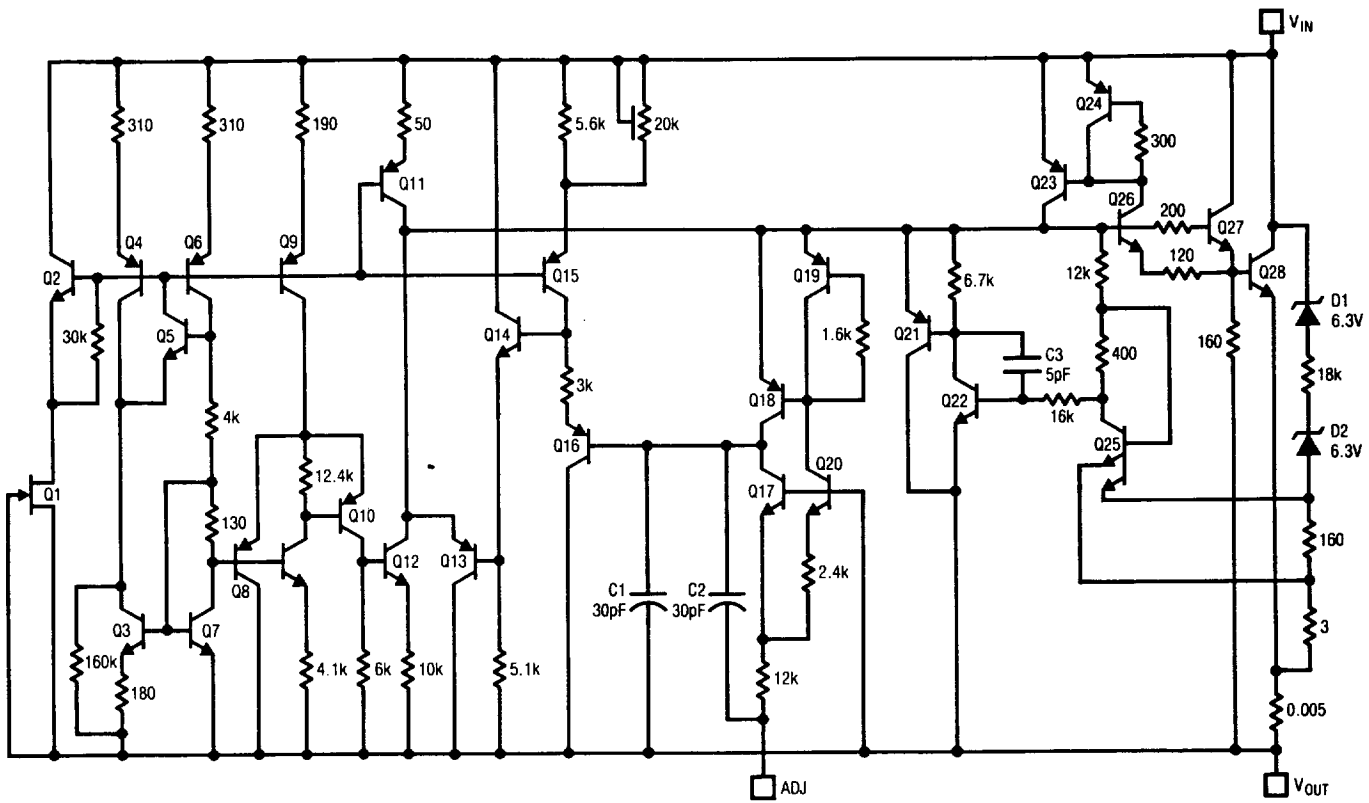 V_IN
310
310
190
50
5.6k
20k
Q24
300
Q11
Q23
Q26
200
Q27
Q2
Q4
Q6
Q9
Q15
Q19
6.7k
12k
120
Q28
D1
6.3V
30k
Q5
Q14
1.6k
Q21
C3
5pF
400
160
18k
4k
3k
Q18
Q22
16k
Q25
D2
6.3V
Q16
Q1
12.4k
Q10
Q17
Q20
130
160
Q8
Q12
Q13
2.4k
C1
30pF
C2
30pF
Q3
Q7
3
160k
180
4.1k
6k
10k
5.1k
12k
0.005
ADJ
V_OUT